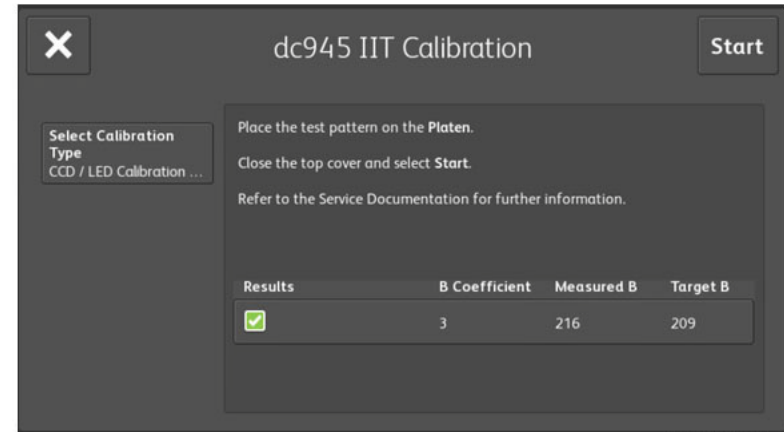 dc945 IIT Calibration
Start
Select Calibration
Type
CCD / LED Calibration ...
Place the test pattern on the Platen.
Close the top cover and select Start.
Refer to the Service Documentation for further information.
Results B Coefficient Measured B Target B
3 216 209